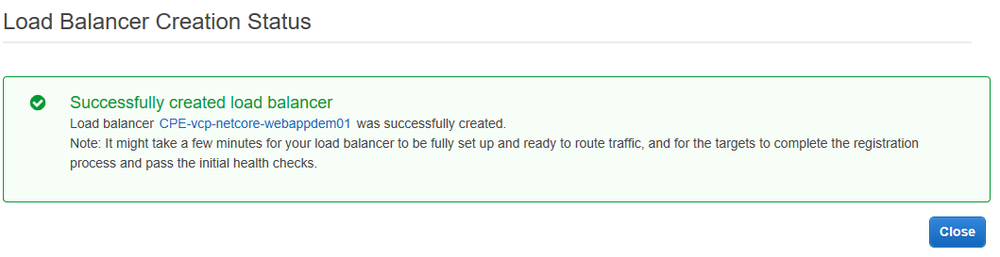 Load Balancer Creation Status
Successfully created load balancer
Load balancer CPE-vcp-netcore-webappdem01 was successfully created.
Note: It might take a few minutes for your load balancer to be fully set up and ready to route traffic, and for the targets to complete the registration
process and pass the initial health checks.
Close